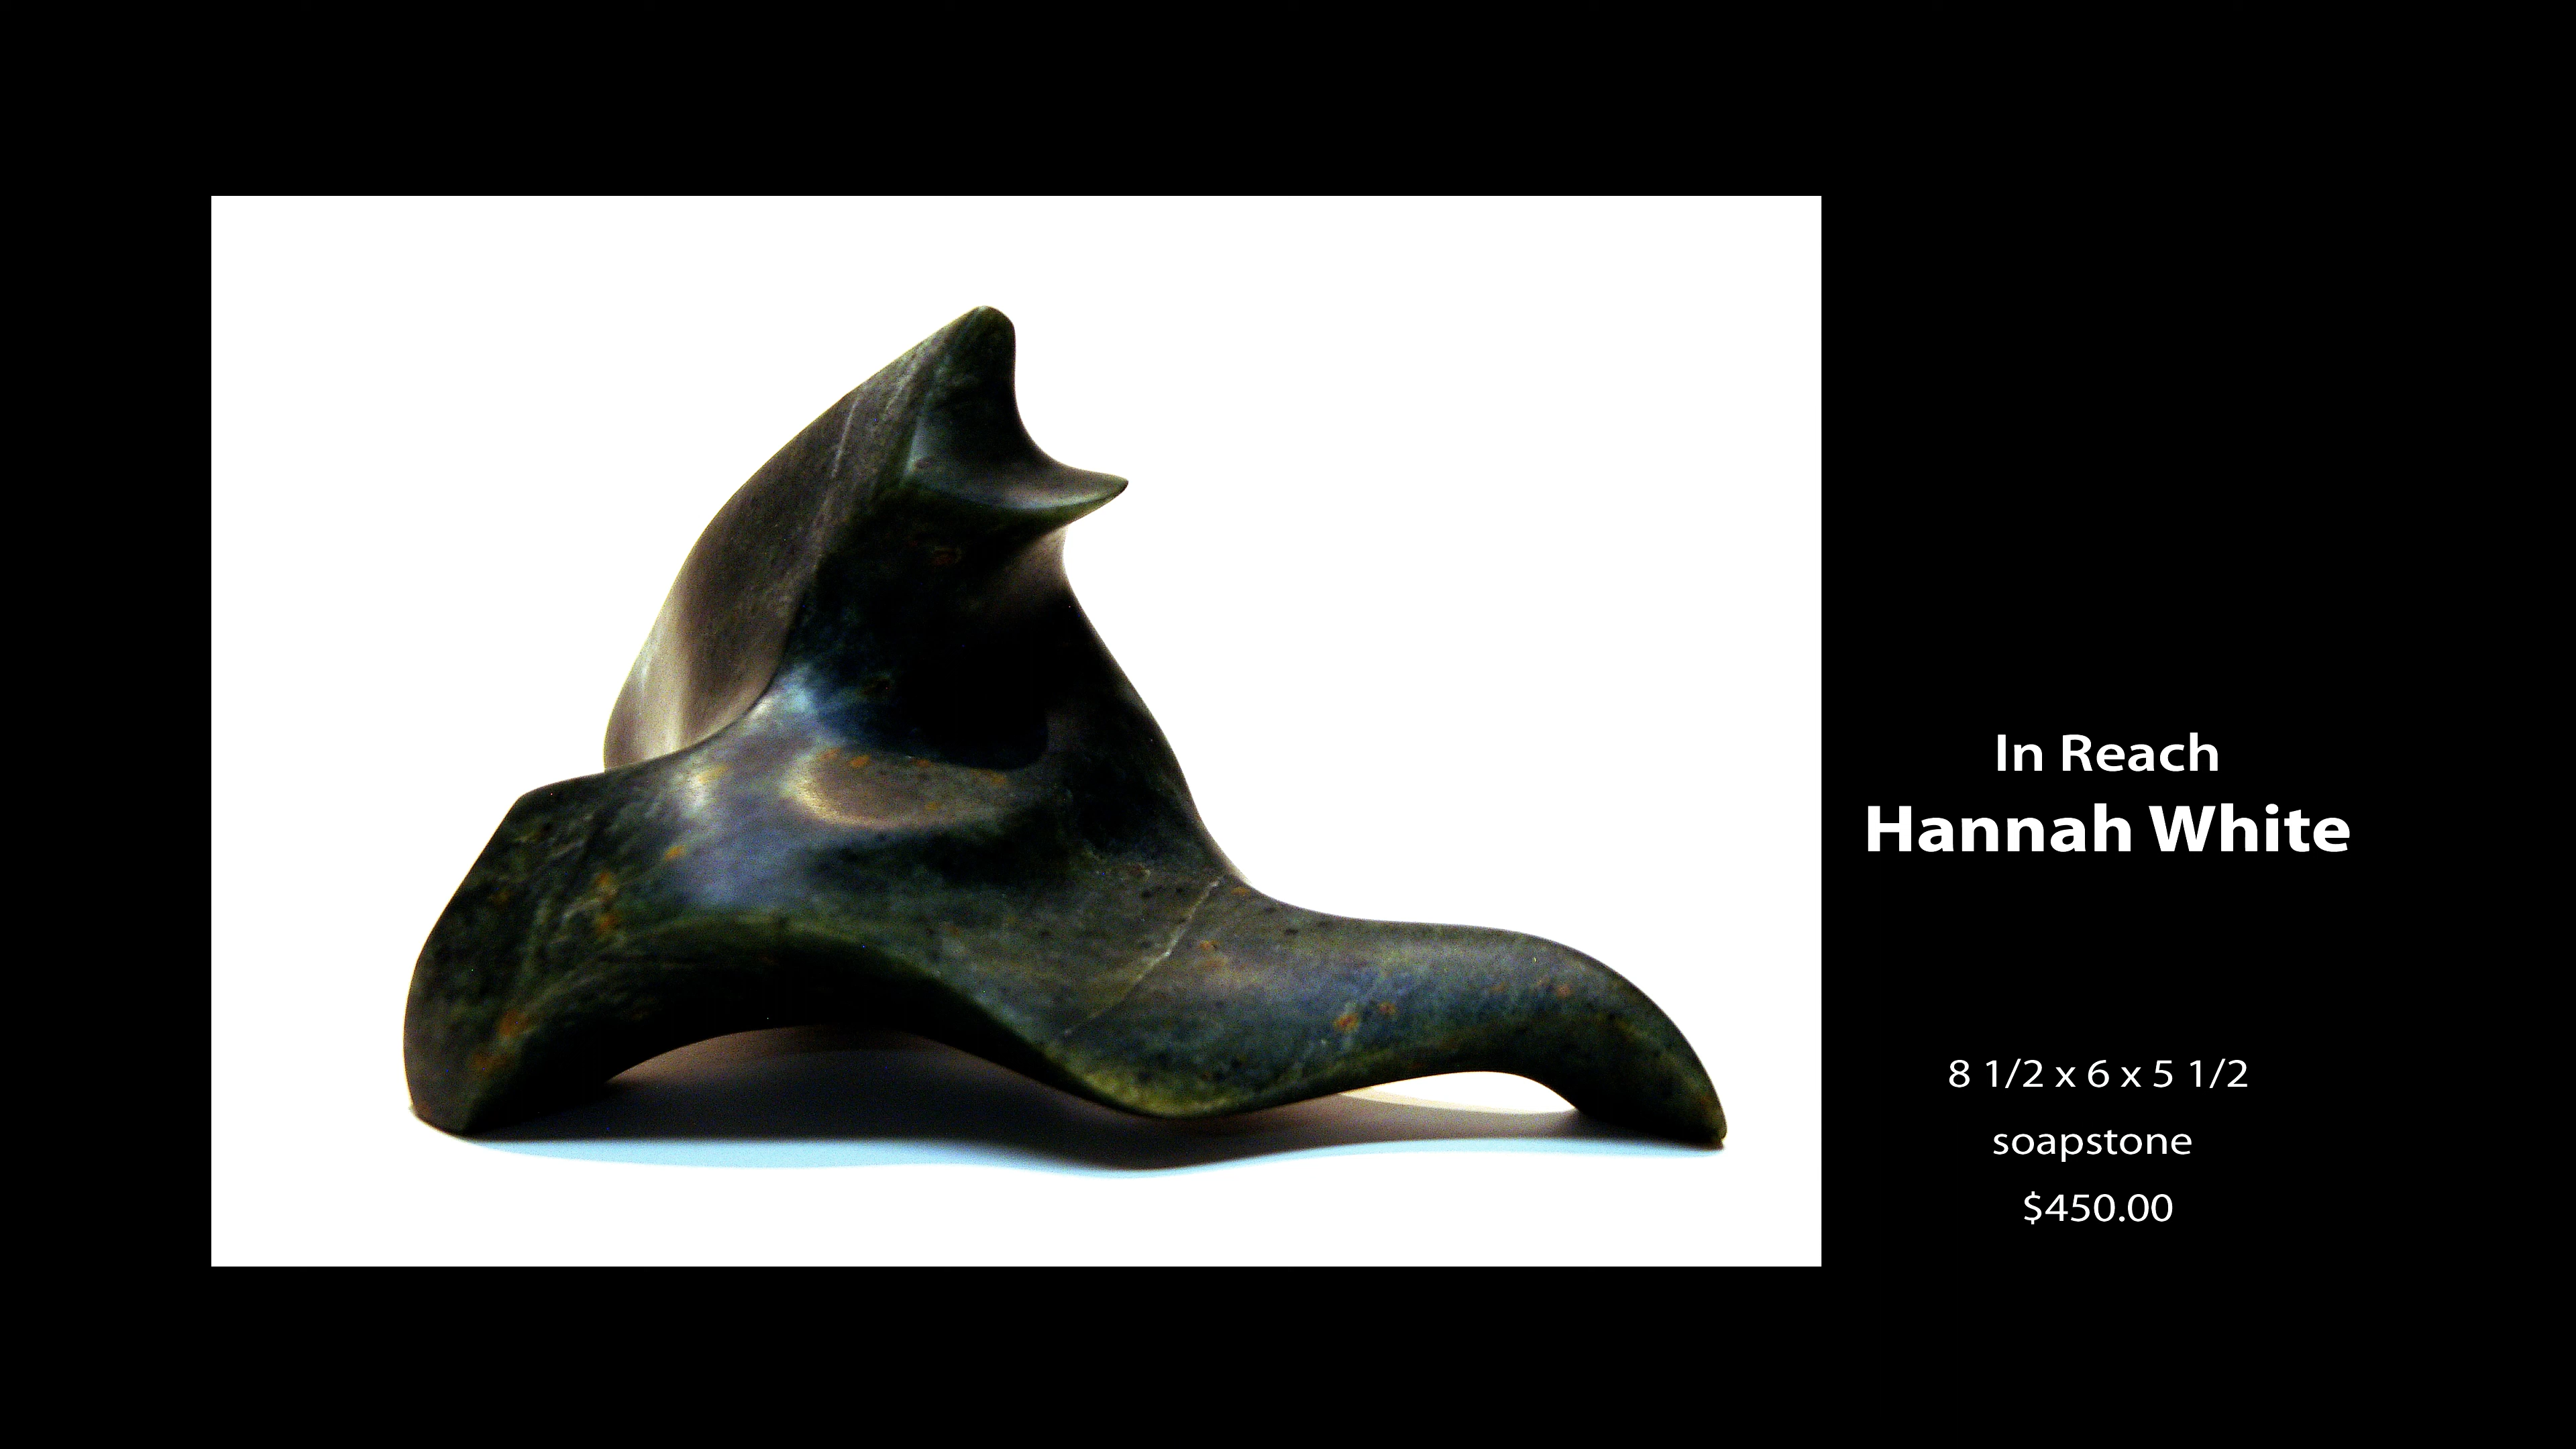 In Reach
Hannah White
8 1/2 x 6 x 5 1/2
soapstone
$450.00